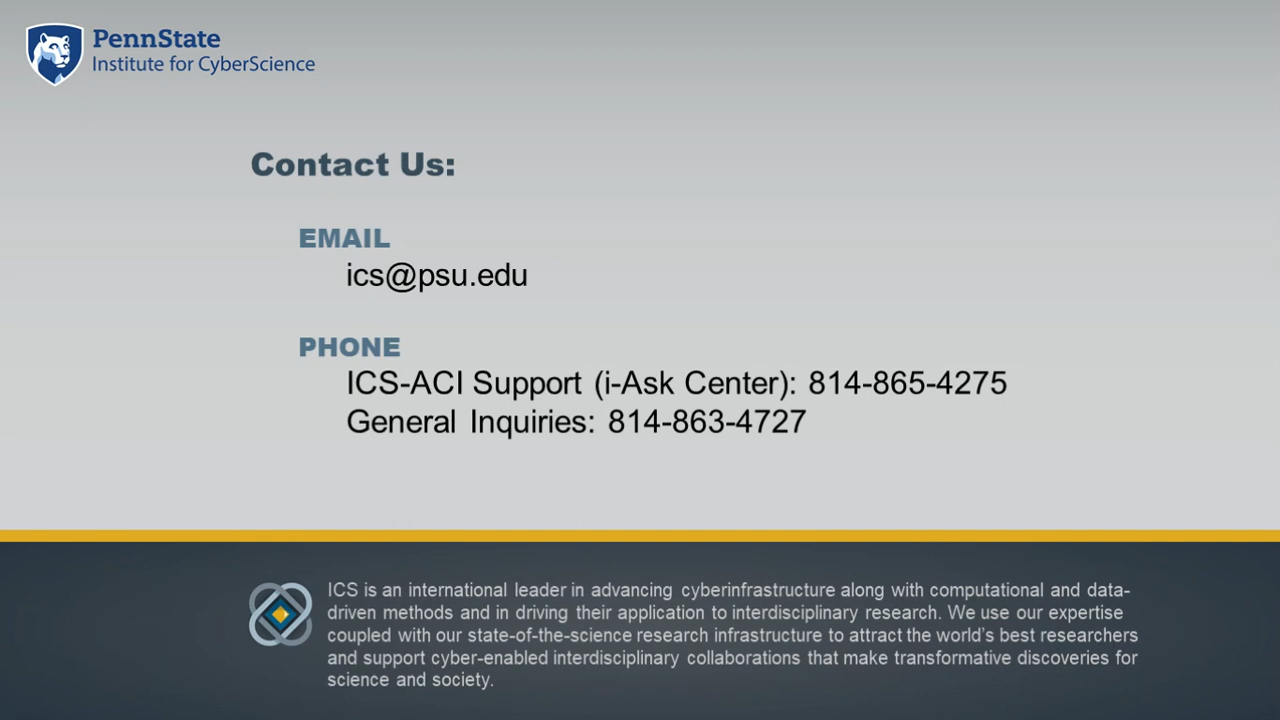 PennState
Institute for CyberScience
Contact Us:
EMAIL
ics@psu.edu
PHONE
ICS-ACI Support (i-Ask Center): 814-865-4275
General Inquiries: 814-863-4727
ICS is an international leader in advancing cyberinfrastructure along with computational and data-
driven methods and in driving their application to interdisciplinary research. We use our expertise
coupled with our state-of-the-science research infrastructure to attract the world's best researchers
and support cyber-enabled interdisciplinary collaborations that make transformative discoveries for
science and society.